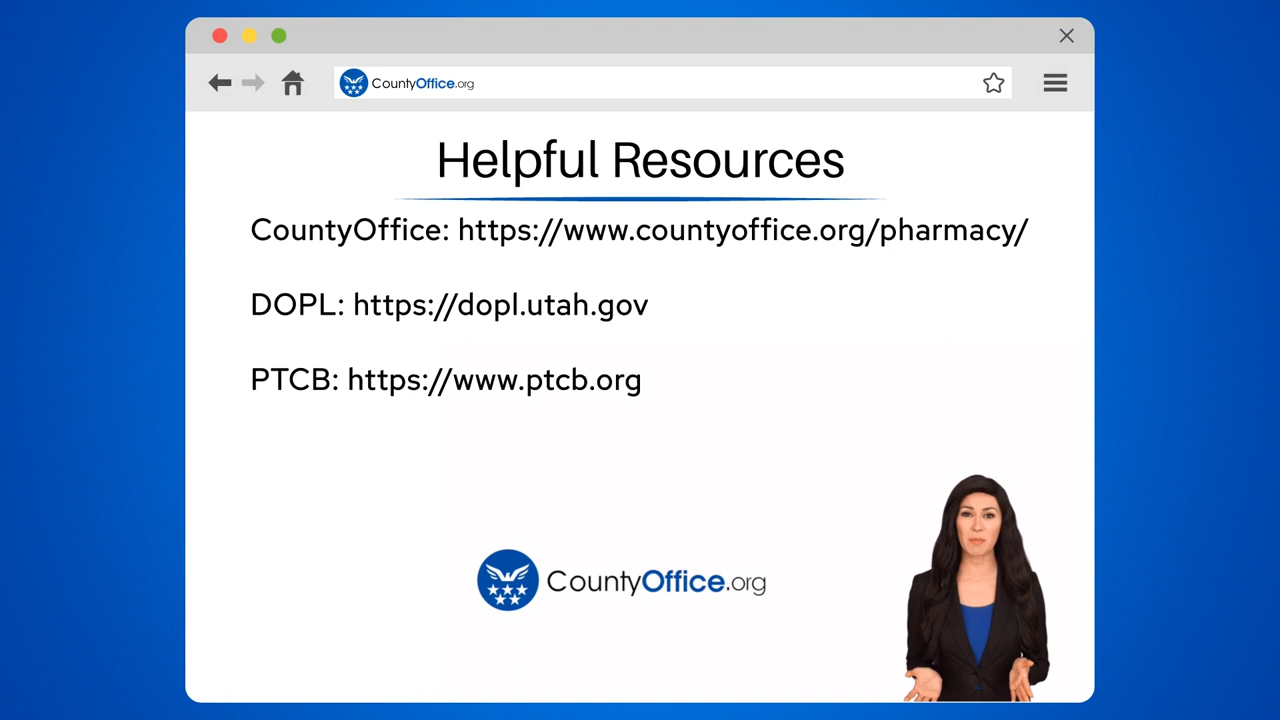 CountyOffice.org
Helpful Resources
CountyOffice: https://www.countyoffice.org/pharmacy/
DOPL: https://dopl.utah.gov
PTCB: https://www.ptcb.org
CountyOffice.org